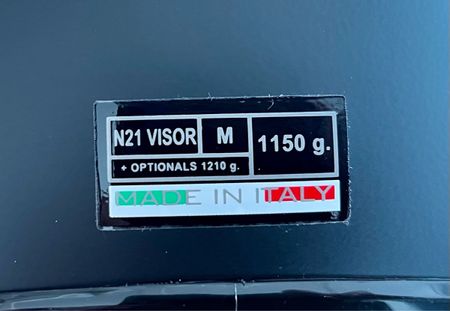 N21 VISOR M 1150 g.
+ OPTIONALS 1210 g.
MADE IN ITALY